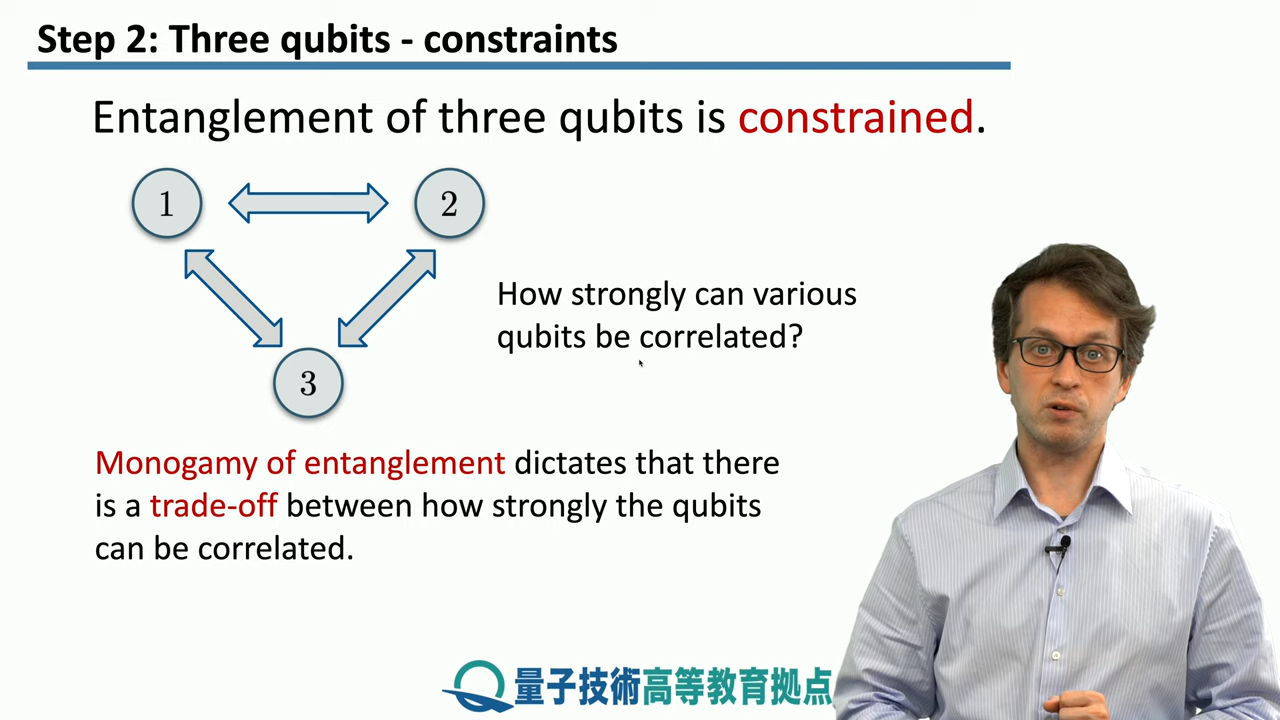 Step 2: Three qubits - constraints
Entanglement of three qubits is constrained.
1
2
How strongly can various
qubits be correlated?
3
Monogamy of entanglement dictates that there
is a trade-off between how strongly the qubits
can be correlated.
量子技術高等教育拠点